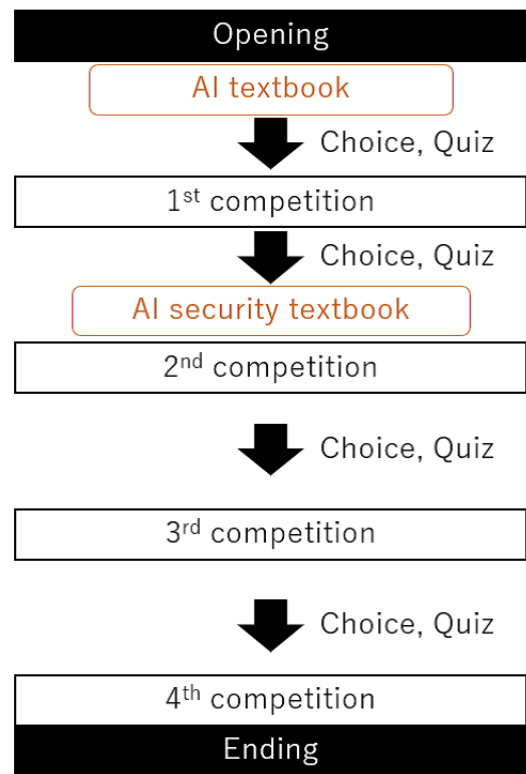 Opening
AI textbook
Choice, Quiz
1st competition
Choice, Quiz
AI security textbook
2nd competition
Choice, Quiz
3rd competition
Choice, Quiz
4th competition
Ending